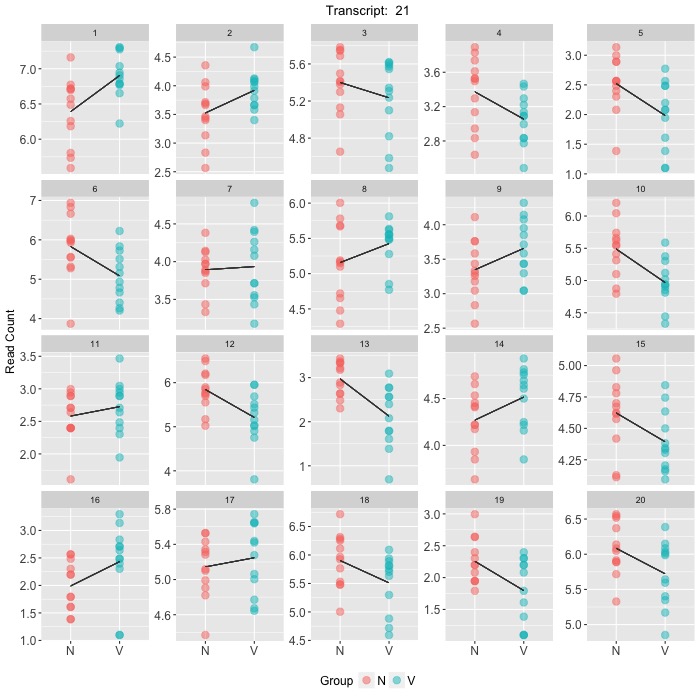 Transcript: 21
1 2 3 4 5
7.0 6.5 6.0
4.5 4.0 3.5 3.0 2.5
5.6 5.2 4.8
3.6 3.2 2.8
3.0 2.5 2.0 1.5 1.0
6 7 8 9 10
7 6 5 4
4.5 4.0 3.5
6.0 5.5 5.0 4.5
4.0 3.5 3.0 2.5
6.0 5.5 5.0 4.5
Read Count
11 12 13 14 15
3.5 3.0 2.5 2.0
6 5 4
3 2 1
4.5 4.0
5.00 4.75 4.50 4.25
16 17 18 19 20
3.0 2.5 2.0 1.5 1.0
5.8 5.4 5.0 4.6
6.5 6.0 5.5 5.0 4.5
3.0 2.5 2.0 1.5
6.5 6.0 5.5 5.0
N V N V N V N V N V
Group N V